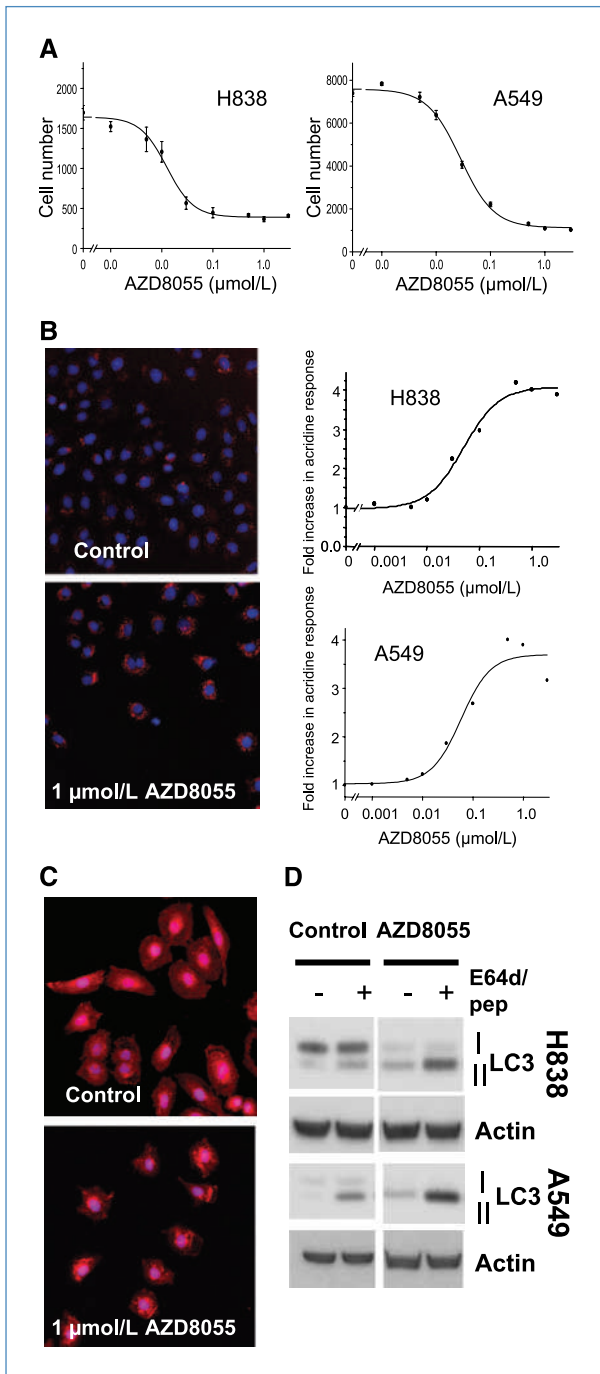 A
H838
Cell number
2000
1500
1000
500
0
0 0.0 0.0 0.1 1.0
AZD8055 (µmol/L)
A549
Cell number
8000
6000
4000
2000
0
0 0.0 0.0 0.1 1.0
AZD8055 (µmol/L)
B
Control
1 µmol/L AZD8055
H838
Fold increase in acridine response
4
3
2
1
0.0
0 0.001 0.01 0.1 1.0
AZD8055 (µmol/L)
A549
Fold increase in acridine response
4
3
2
1
0 0.001 0.01 0.1 1.0
AZD8055 (µmol/L)
C
Control
1 µmol/L AZD8055
D
Control AZD8055
- + - + E64d/
pep
I
II LC3
H838
Actin
I
II LC3
A549
Actin